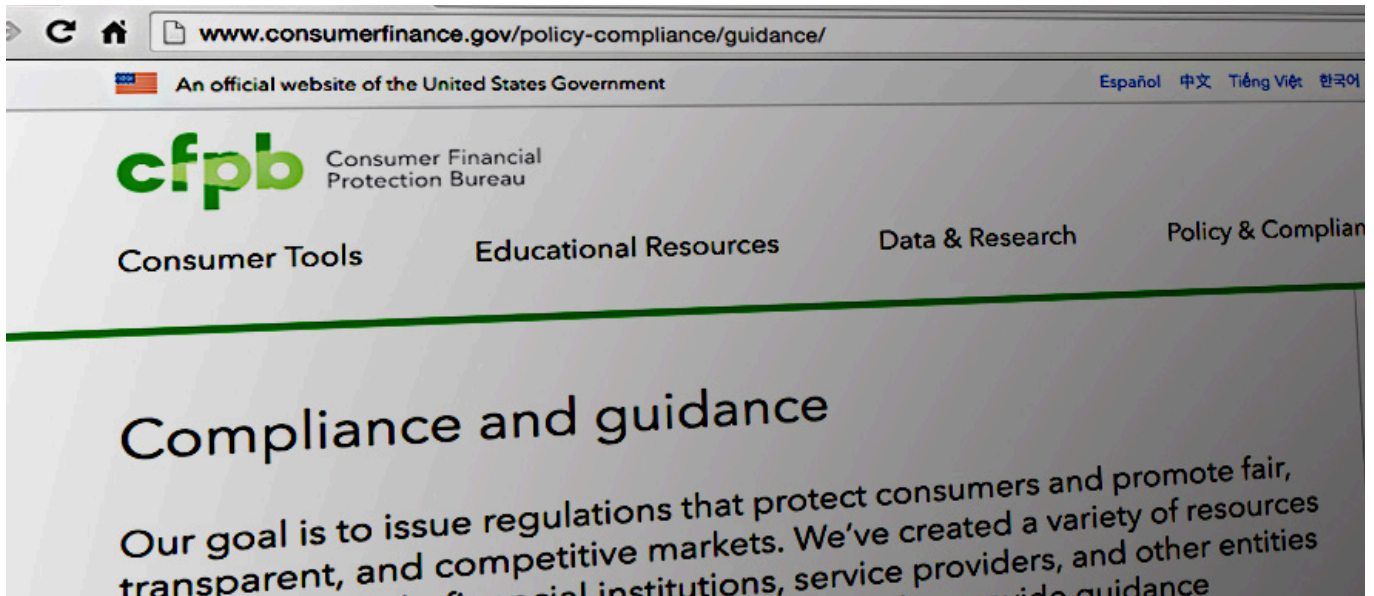 www.consumerfinance.gov/policy-compliance/guidance/
An official website of the United States Government
Español 中文 Tiếng Việt 한국어
cfpb
Consumer Financial
Protection Bureau
Consumer Tools
Educational Resources
Data & Research
Policy &
Compliance and guidance
Our goal is to issue regulations that protect consumers and promote fair,
transparent, and competitive markets. We've created a variety of resources
institutions, service providers, and other entities
guidance